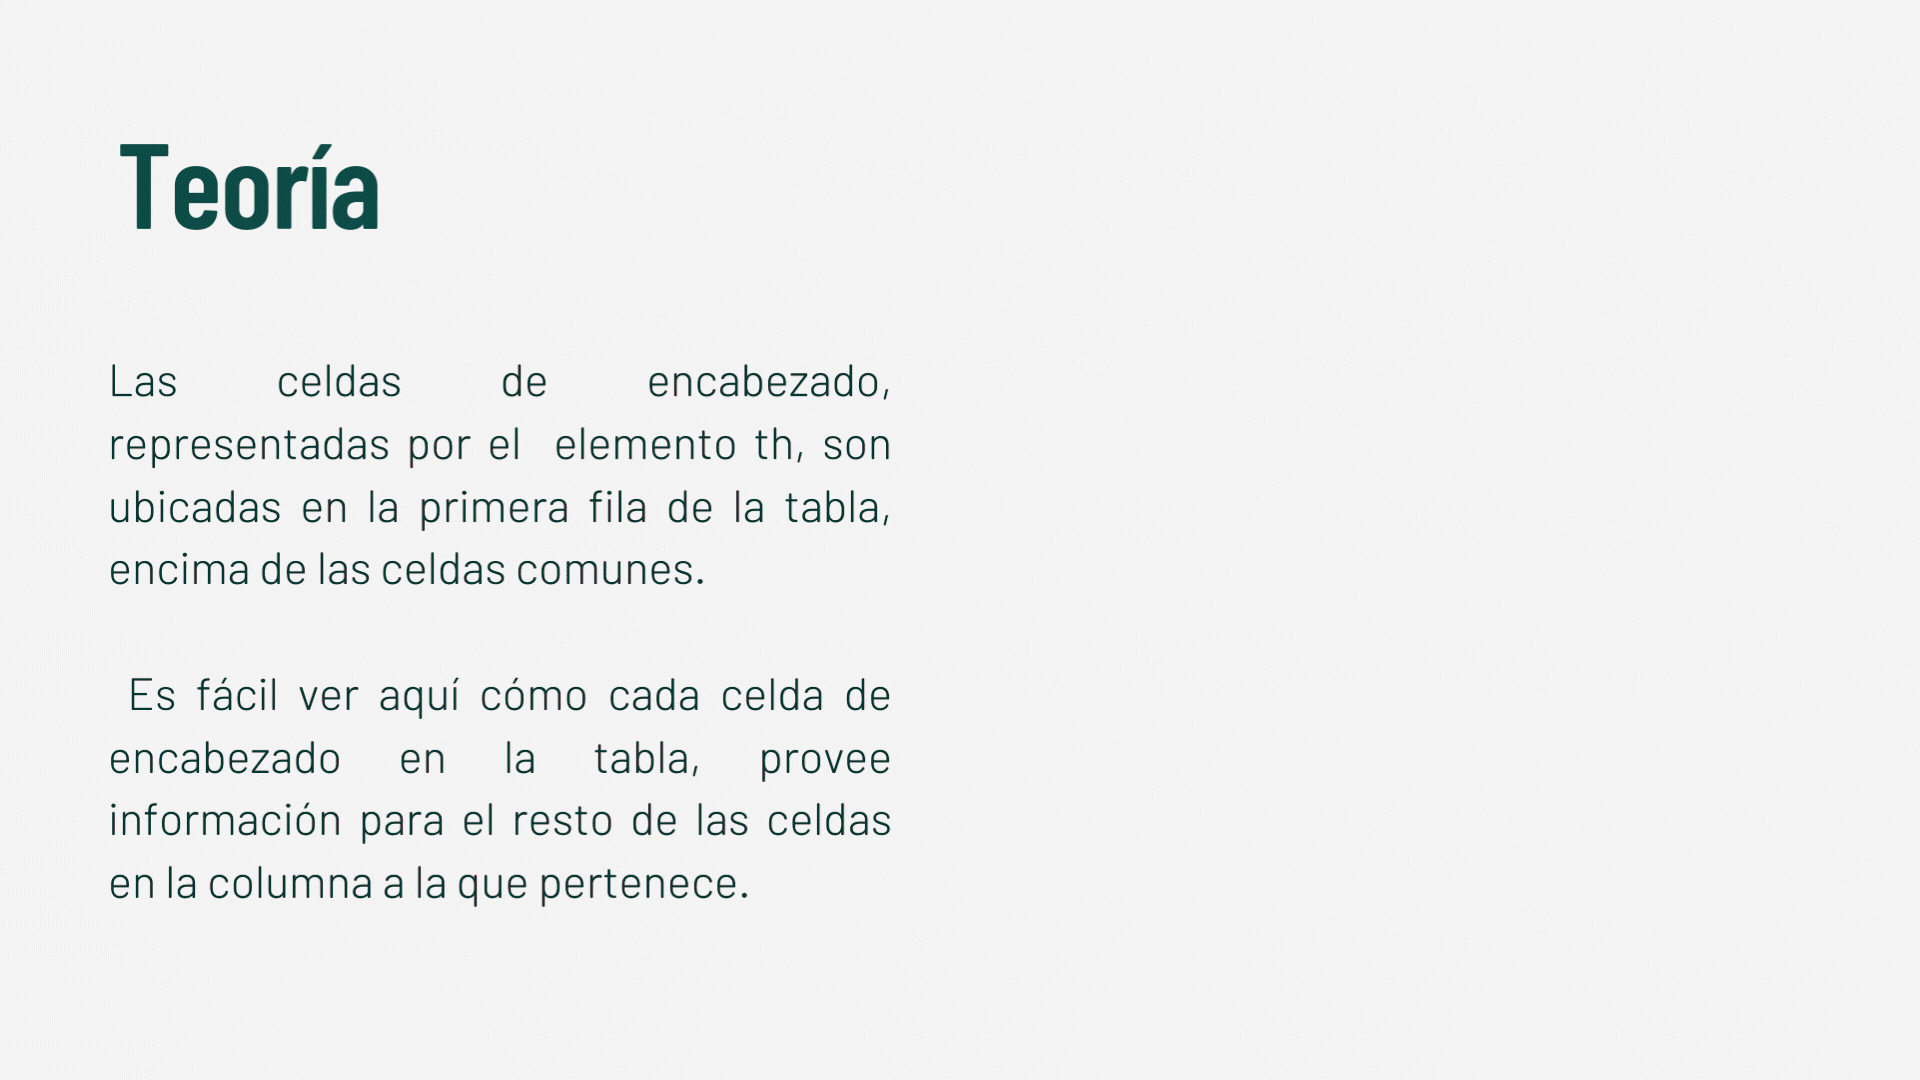 Teoría
Las celdas de encabezado,
representadas por el elemento th, son
ubicadas en la primera fila de la tabla,
encima de las celdas comunes.
Es fácil ver aquí cómo cada celda de
encabezado en la tabla, provee
información para el resto de las celdas
en la columna a la que pertenece.